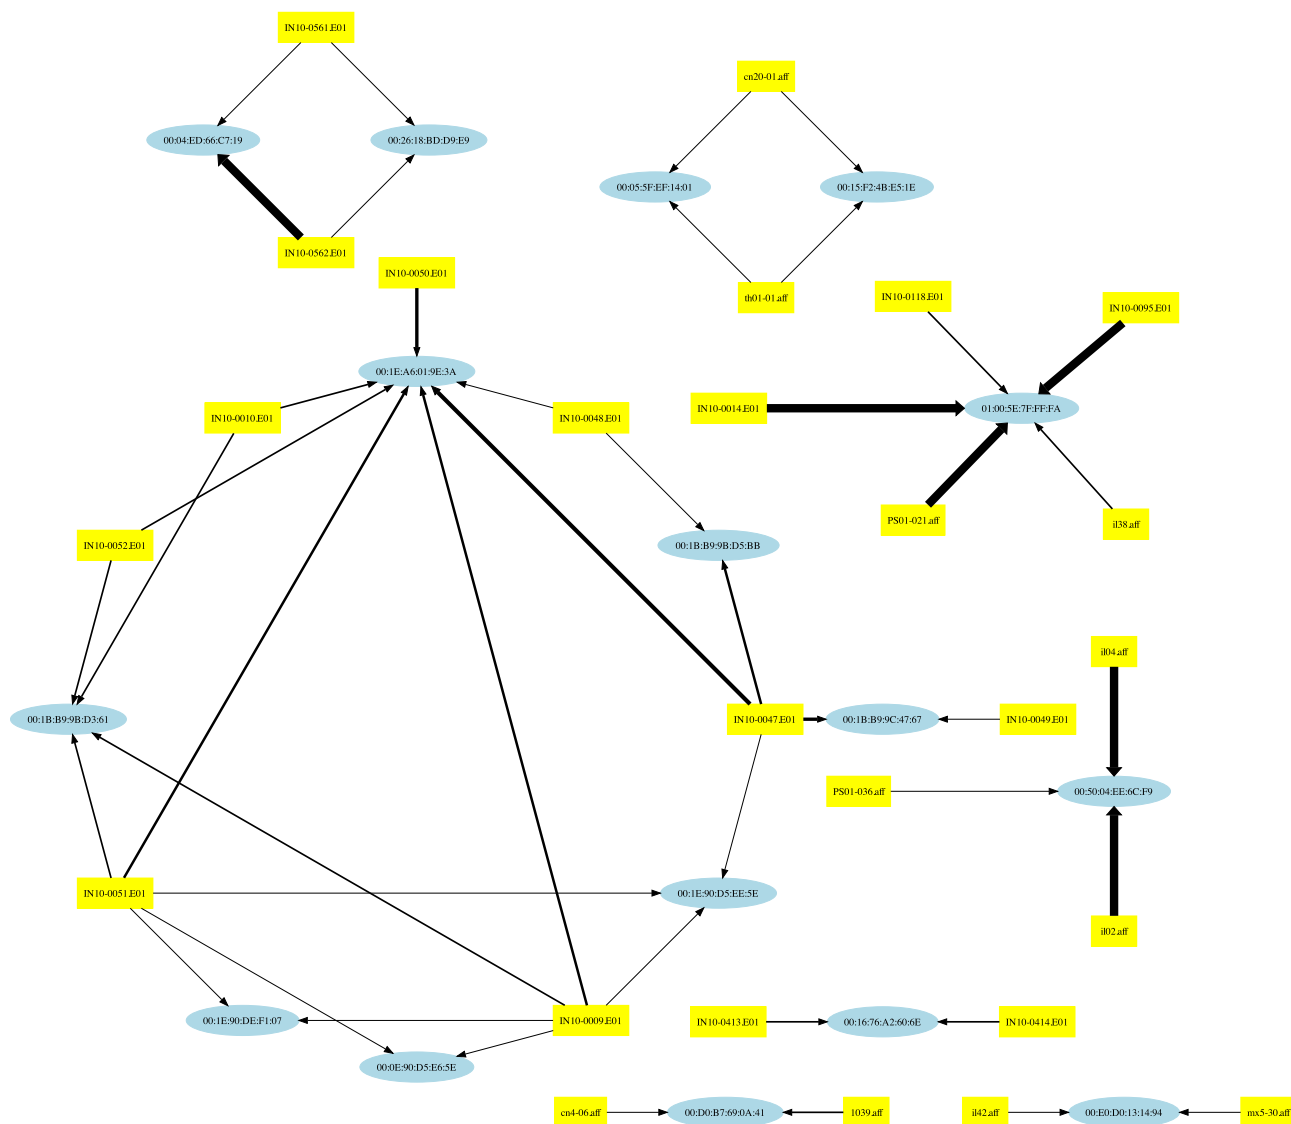 IN10-0561.E01
cn20-01.aff
00:04:ED:66:C7:19
00:26:18:BD:D9:E9
00:05:5F:EF:14:01
00:15:F2:4B:E5:1E
IN10-0562.E01
IN10-0050.E01
th01-01.aff
IN10-0118.E01
IN10-0095.E01
00:1E:A6:01:9E:3A
IN10-0010.E01
IN10-0048.E01
IN10-0014.E01
01:00:5E:7F:FF:FA
PS01-021.aff
il38.aff
IN10-0052.E01
00:1B:B9:9B:D5:BB
il04.aff
00:1B:B9:9B:D3:61
IN10-0047.E01
00:1B:B9:9C:47:67
IN10-0049.E01
PS01-036.aff
00:50:04:EE:6C:F9
IN10-0051.E01
00:1E:90:D5:EE:5E
il02.aff
00:1E:90:DE:F1:07
IN10-0009.E01
IN10-0413.E01
00:16:76:A2:60:6E
IN10-0414.E01
00:0E:90:D5:E6:5E
cn4-06.aff
00:D0:B7:69:0A:41
1039.aff
il42.aff
00:E0:D0:13:14:94
mx5-30.aff